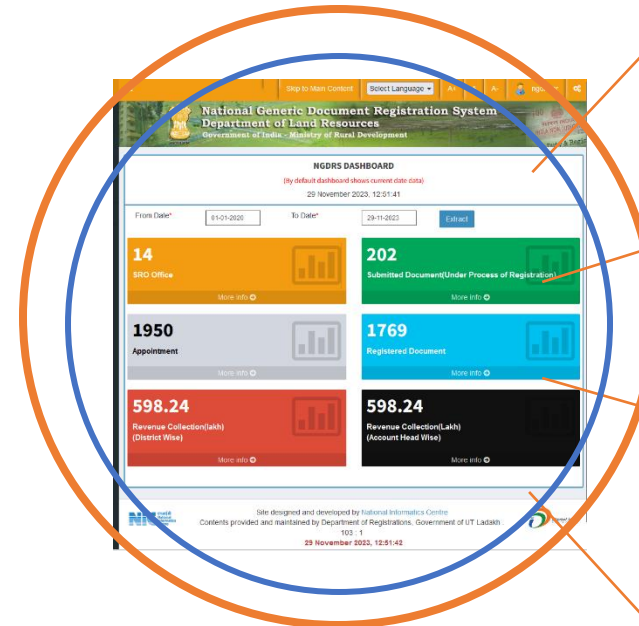 Skip to Main Content Select Language A+ A- 
National Generic Document Registration System
Department of Land Resources
Government of India - Ministry of Rural Development
NGDRS DASHBOARD
(By default dashboard shows current date data)
29 November 2023, 12:51:41
From Date* 01-01-2020 To Date* 29-11-2023 Extract
14
SRO Office
More info
202
Submitted Document(Under Process of Registration)
More info
1950
Appointment
More info
1769
Registered Document
More info
598.24
Revenue Collection(lakh)
(District Wise)
More info
598.24
Revenue Collection(Lakh)
(Account Head Wise)
More info
NIC
Site designed and developed by National Informatics Centre
Contents provided and maintained by Department of Registrations, Government of UT Ladakh
103 : 1
29 November 2023, 12:51:42